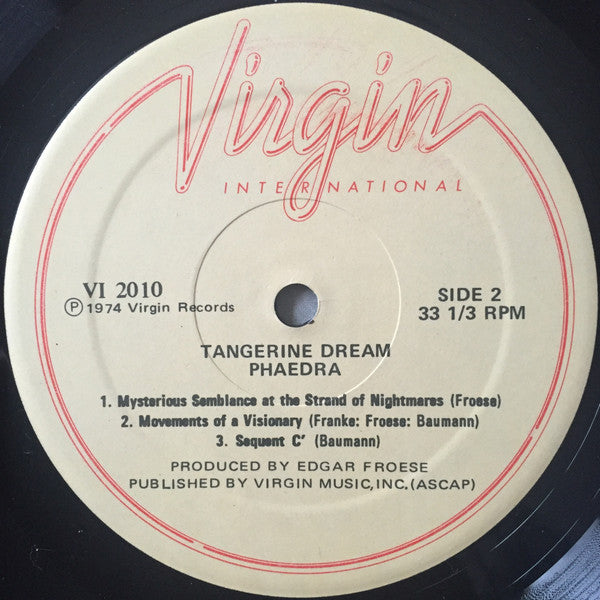 Virgin
INTERNATIONAL
VI 2010
Ⓟ 1974 Virgin Records
SIDE 2
33 1/3 RPM
TANGERINE DREAM
PHAEDRA
1. Mysterious Semblance at the Strand of Nightmares (Froese)
2. Movements of a Visionary (Franke: Froese: Baumann)
3. Sequent C' (Baumann)
PRODUCED BY EDGAR FROESE
PUBLISHED BY VIRGIN MUSIC, INC. (ASCAP)